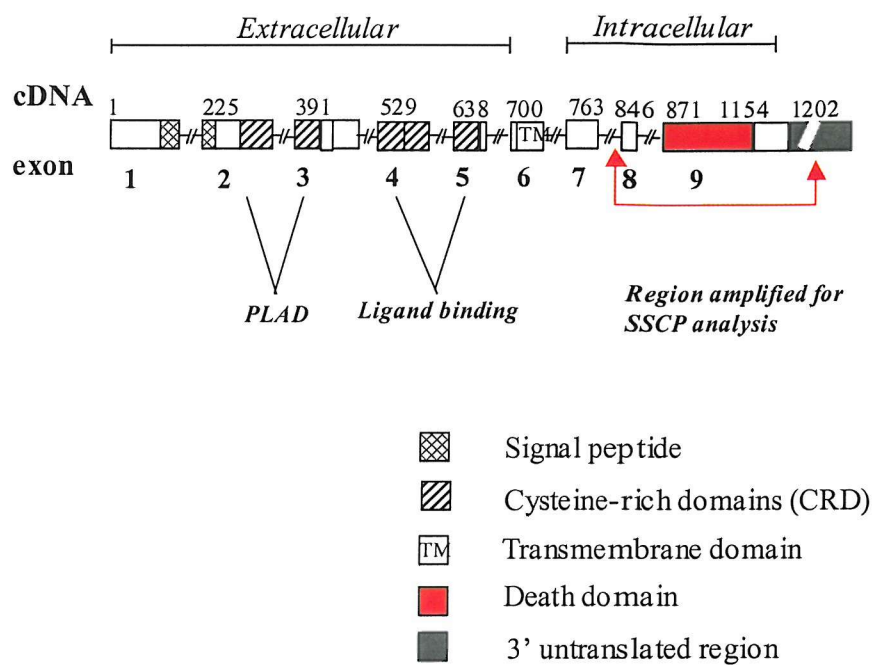 Extracellular Intracellular
cDNA 1 225 391 529 638 700 763 846 871 1154 1202
TM
exon 1 2 3 4 5 6 7 8 9
PLAD Ligand binding Region amplified for
SSCP analysis
Signal peptide
Cysteine-rich domains (CRD)
TM Transmembrane domain
Death domain
3' untranslated region